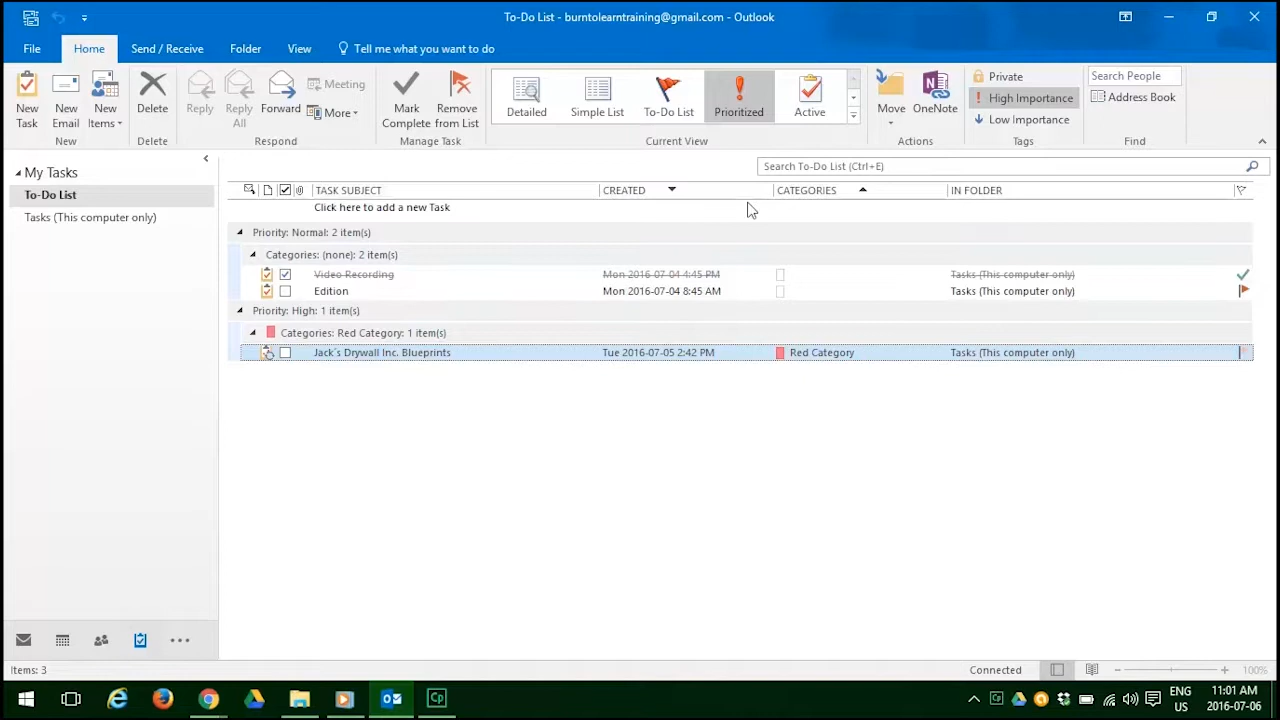 To-Do List - burntolearntraining@gmail.com - Outlook
File Home Send / Receive Folder View Tell me what you want to do
New Task
New Email
New Items
New
Delete
Delete
Reply
Reply All
Forward
Meeting
More
Respond
Mark Complete
Remove from List
Manage Task
Detailed
Simple List
To-Do List
Prioritized
Active
Current View
Move
OneNote
Actions
Private
High Importance
Low Importance
Tags
Search People
Address Book
Find
My Tasks
To-Do List
Tasks (This computer only)
Search To-Do List (Ctrl+E)
TASK SUBJECT CREATED CATEGORIES IN FOLDER
Click here to add a new Task
Priority: Normal: 2 item(s)
Categories: (none): 2 item(s)
Video Recording Mon 2016-07-04 4:45 PM Tasks (This computer only)
Edition Mon 2016-07-04 8:45 AM Tasks (This computer only)
Priority: High: 1 item(s)
Categories: Red Category: 1 item(s)
Jack´s Drywall Inc. Blueprints Tue 2016-07-05 2:42 PM Red Category Tasks (This computer only)
Items: 3
Connected
100%
Cp
Cp
ENG
US
11:01 AM
2016-07-06